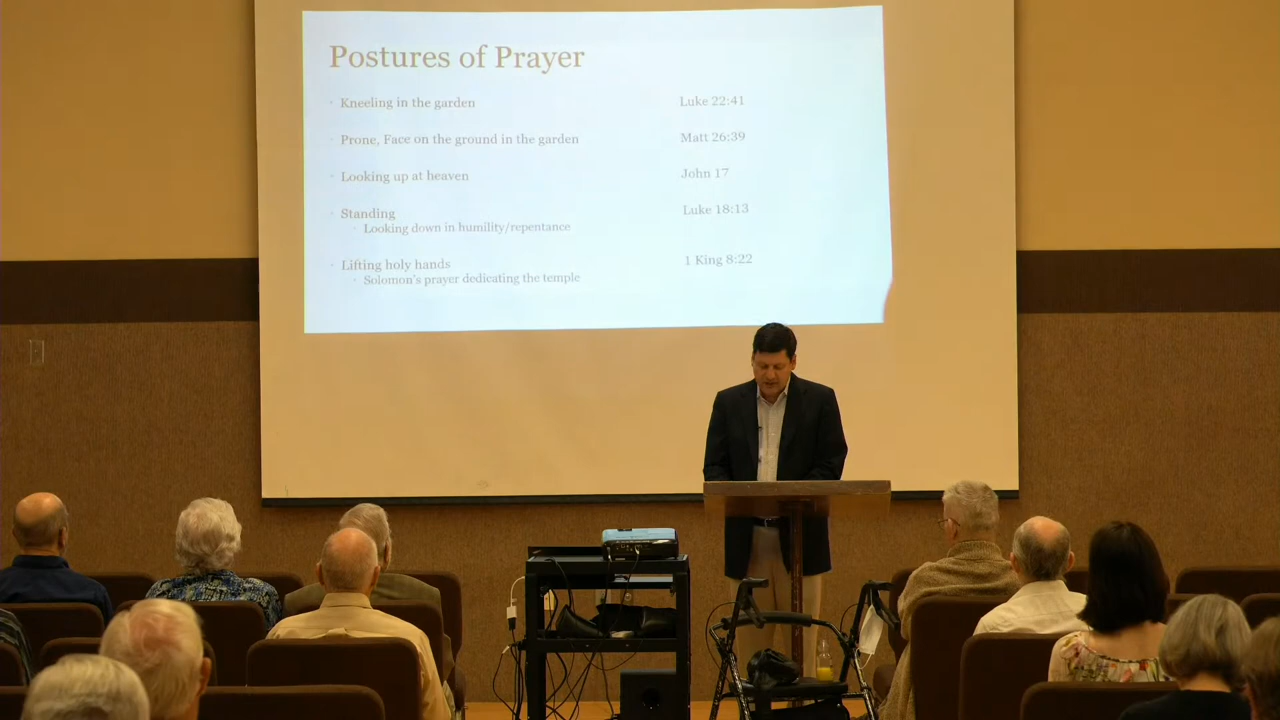 Postures of Prayer
· Kneeling in the garden Luke 22:41
· Prone, Face on the ground in the garden Matt 26:39
· Looking up at heaven John 17
· Standing Luke 18:13
· Looking down in humility/repentance
· Lifting holy hands 1 King 8:22
· Solomon's prayer dedicating the temple